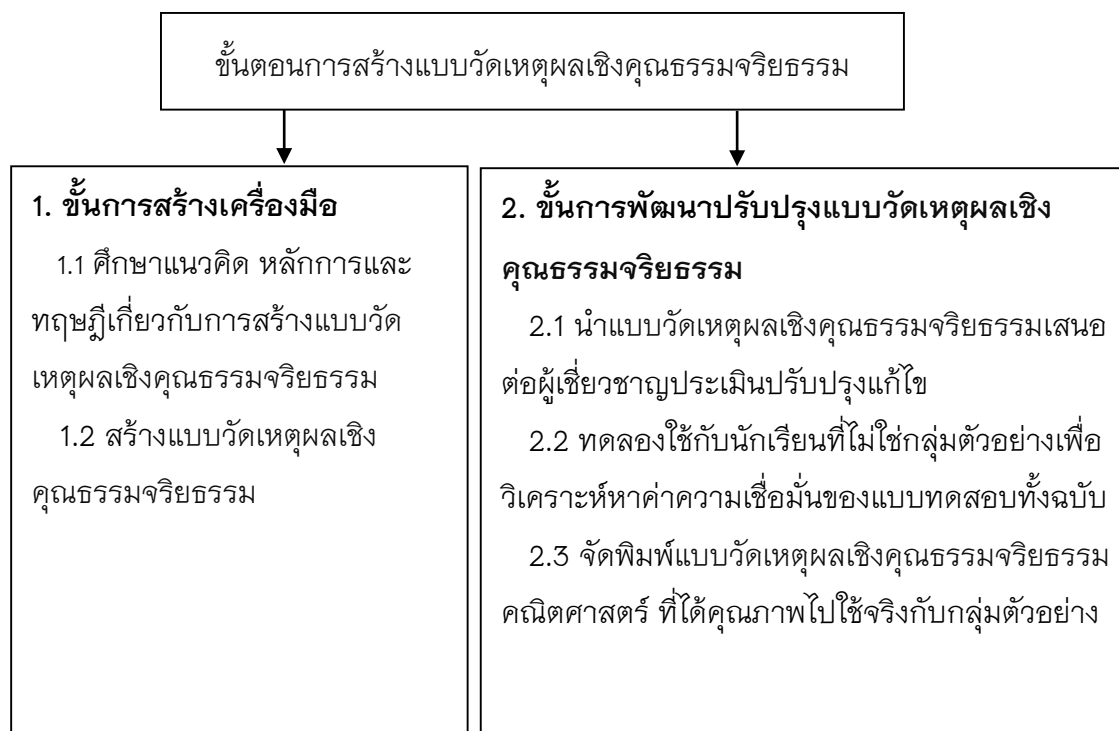 ขั้นตอนการสร้างแบบวัดเหตุผลเชิงคุณธรรมจริยธรรม
1. ขั้นการสร้างเครื่องมือ
1.1 ศึกษาแนวคิด หลักการและ
ทฤษฎีเกี่ยวกับการสร้างแบบวัด
เหตุผลเชิงคุณธรรมจริยธรรม
1.2 สร้างแบบวัดเหตุผลเชิง
คุณธรรมจริยธรรม
2. ขั้นการพัฒนาปรับปรุงแบบวัดเหตุผลเชิง
คุณธรรมจริยธรรม
2.1 นำแบบวัดเหตุผลเชิงคุณธรรมจริยธรรมเสนอ
ต่อผู้เชี่ยวชาญประเมินปรับปรุงแก้ไข
2.2 ทดลองใช้กับนักเรียนที่ไม่ใช่กลุ่มตัวอย่างเพื่อ
วิเคราะห์หาค่าความเชื่อมั่นของแบบทดสอบทั้งฉบับ
2.3 จัดพิมพ์แบบวัดเหตุผลเชิงคุณธรรมจริยธรรม
คณิตศาสตร์ ที่ได้คุณภาพไปใช้จริงกับกลุ่มตัวอย่าง